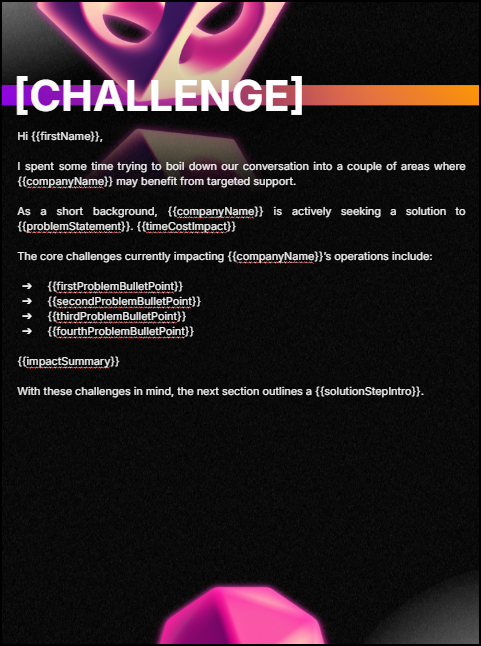 [CHALLENGE]
Hi {{firstName}},
I spent some time trying to boil down our conversation into a couple of areas where
{{companyName}} may benefit from targeted support.
As a short background, {{companyName}} is actively seeking a solution to
{{problemStatement}}. {{timeCostImpact}}
The core challenges currently impacting {{companyName}}'s operations include:
➔ {{firstProblemBulletPoint}}
➔ {{secondProblemBulletPoint}}
➔ {{thirdProblemBulletPoint}}
➔ {{fourthProblemBulletPoint}}
{{impactSummary}}
With these challenges in mind, the next section outlines a {{solutionStepIntro}}.